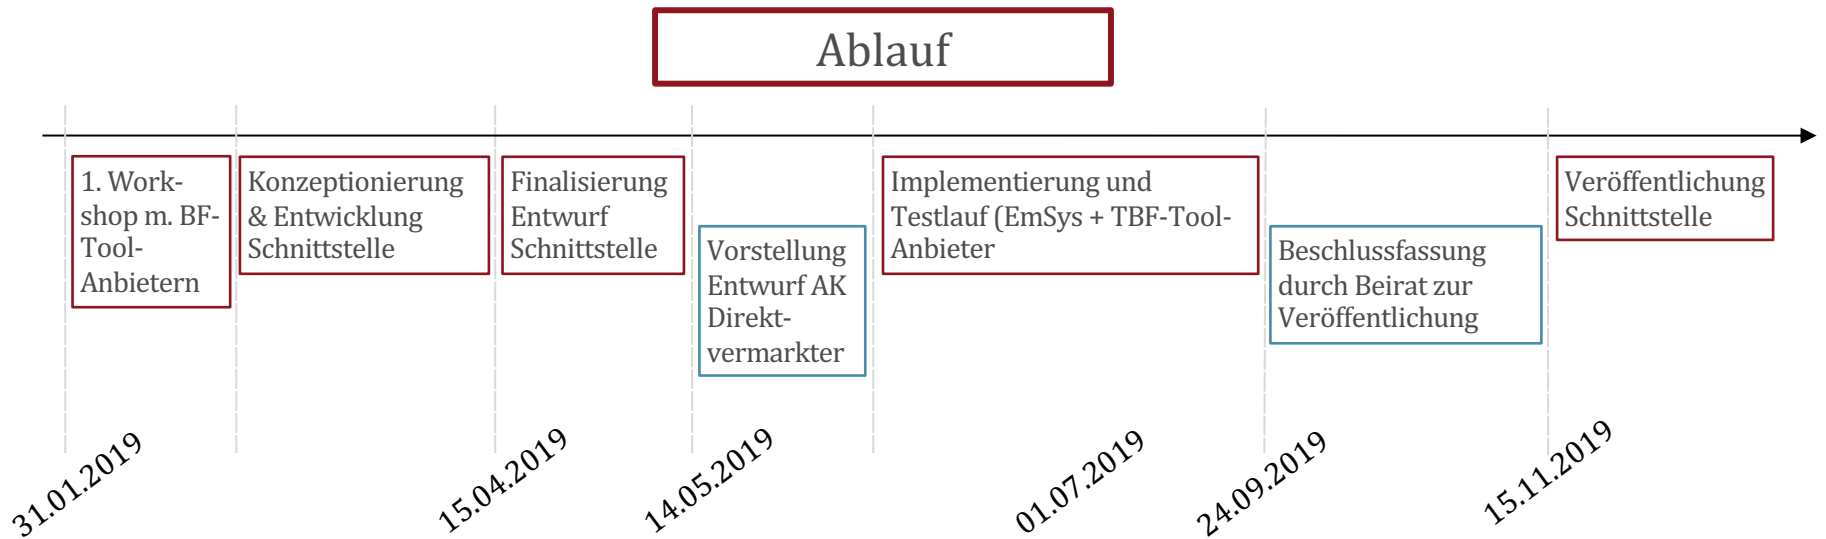 Ablauf
1. Work-
shop m. BF-
Tool-
Anbietern
Konzeptionierung
& Entwicklung
Schnittstelle
Finalisierung
Entwurf
Schnittstelle
Vorstellung
Entwurf AK
Direkt-
vermarkter
Implementierung und
Testlauf (EmSys + TBF-Tool-
Anbieter
Beschlussfassung
durch Beirat zur
Veröffentlichung
Veröffentlichung
Schnittstelle
31.01.2019
15.04.2019
14.05.2019
01.07.2019
24.09.2019
15.11.2019